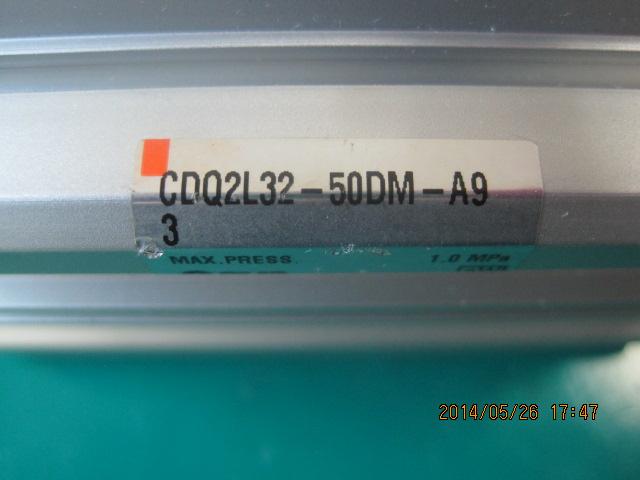 CDQ2L32-50DM-A9
3
MAX.PRESS. 1.0 MPa
2014/05/26 17:47